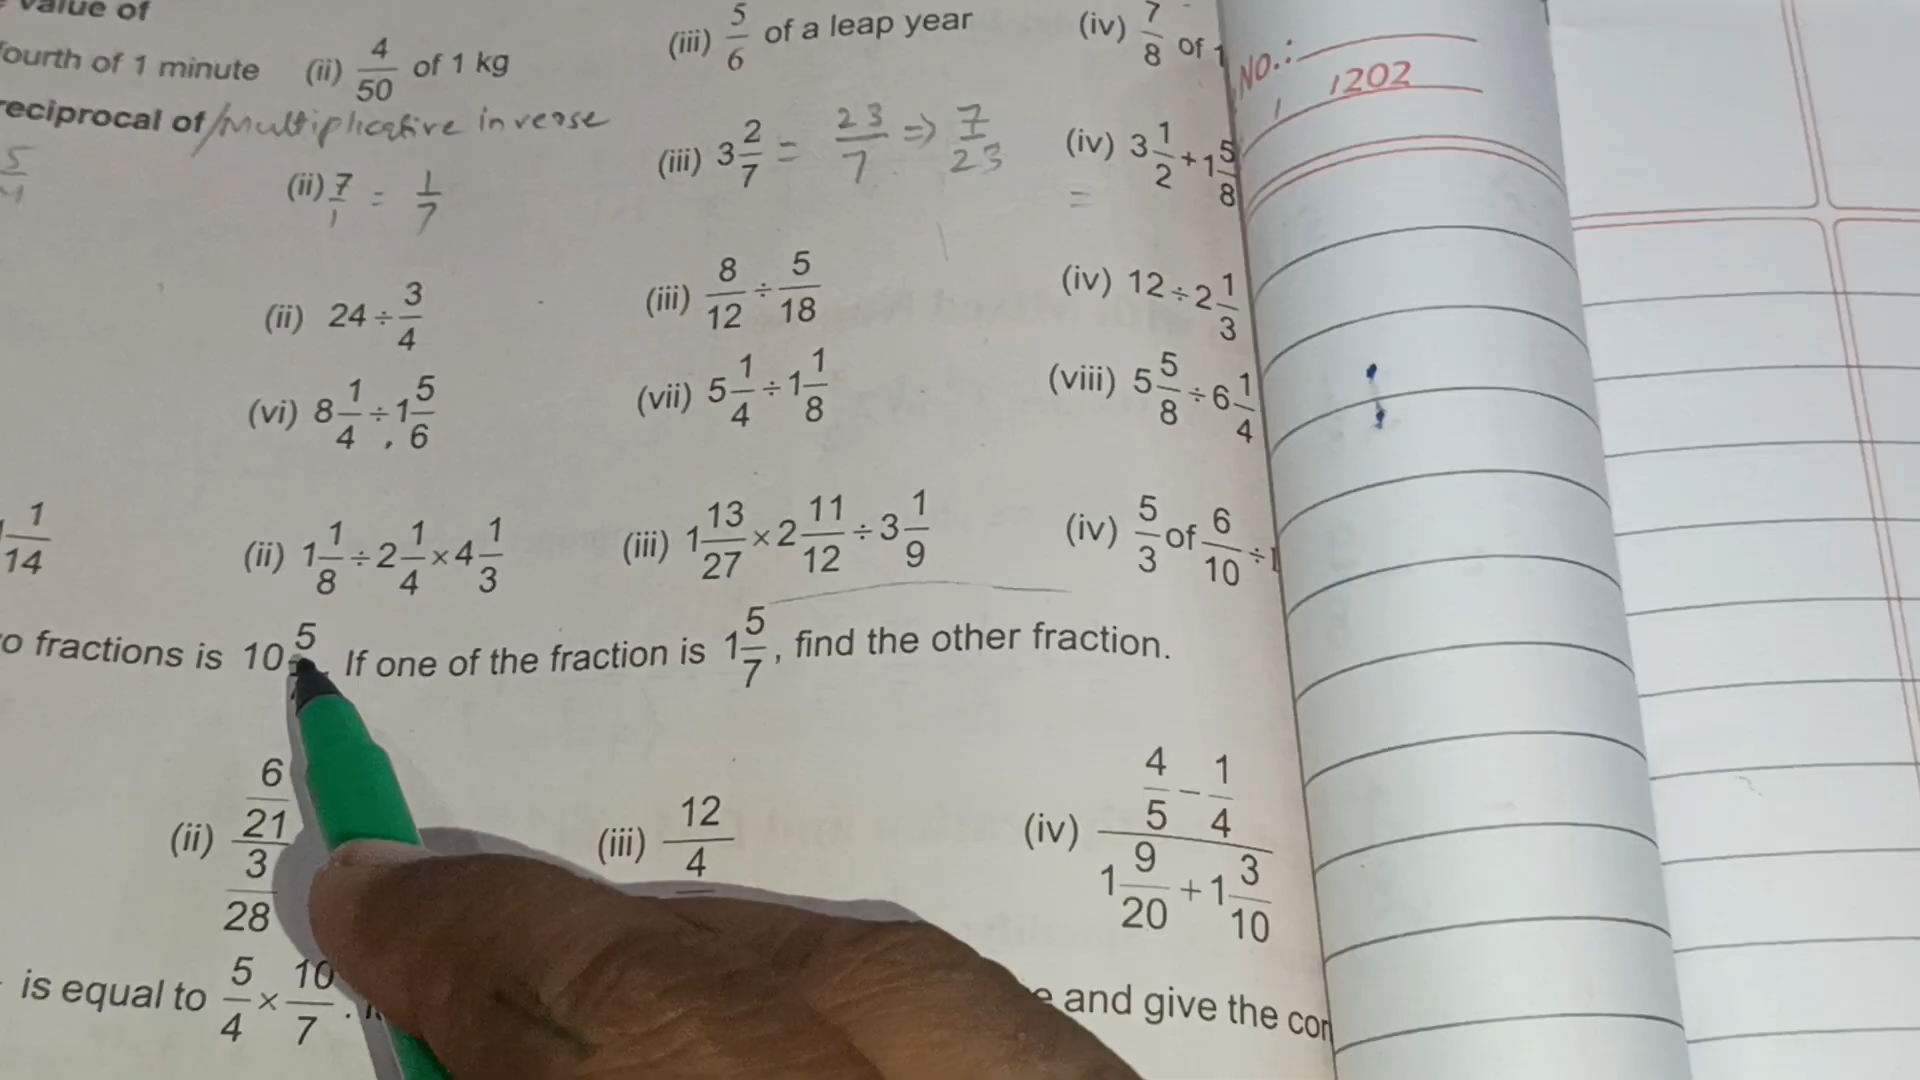 value of
fourth of 1 minute (ii) 4/50 of 1 kg (iii) 5/6 of a leap year (iv) 7/8 of 1
reciprocal of/Multiplicative inverse
(ii) 7/1 = 1/7 (iii) 3 2/7 = 23/7 => 7/23 (iv) 3 1/2 + 1 5/8
=
(ii) 24 ÷ 3/4 (iii) 8/12 ÷ 5/18 (iv) 12 ÷ 2 1/3
(vi) 8 1/4 ÷ 1 5/6 (vii) 5 1/4 ÷ 1 1/8 (viii) 5 5/8 ÷ 6 1/4
1/14 (ii) 1 1/8 ÷ 2 1/4 × 4 1/3 (iii) 1 13/27 × 2 11/12 ÷ 3 1/9 (iv) 5/3 of 6/10 ÷
o fractions is 10 5/ . If one of the fraction is 1 5/7, find the other fraction.
(ii) 6/21 / 3/28 (iii) 12 / 4 (iv) 4/5 − 1/4 / 1 9/20 + 1 3/10
is equal to 5/4 × 10/7 . and give the cor
NO.:
1202